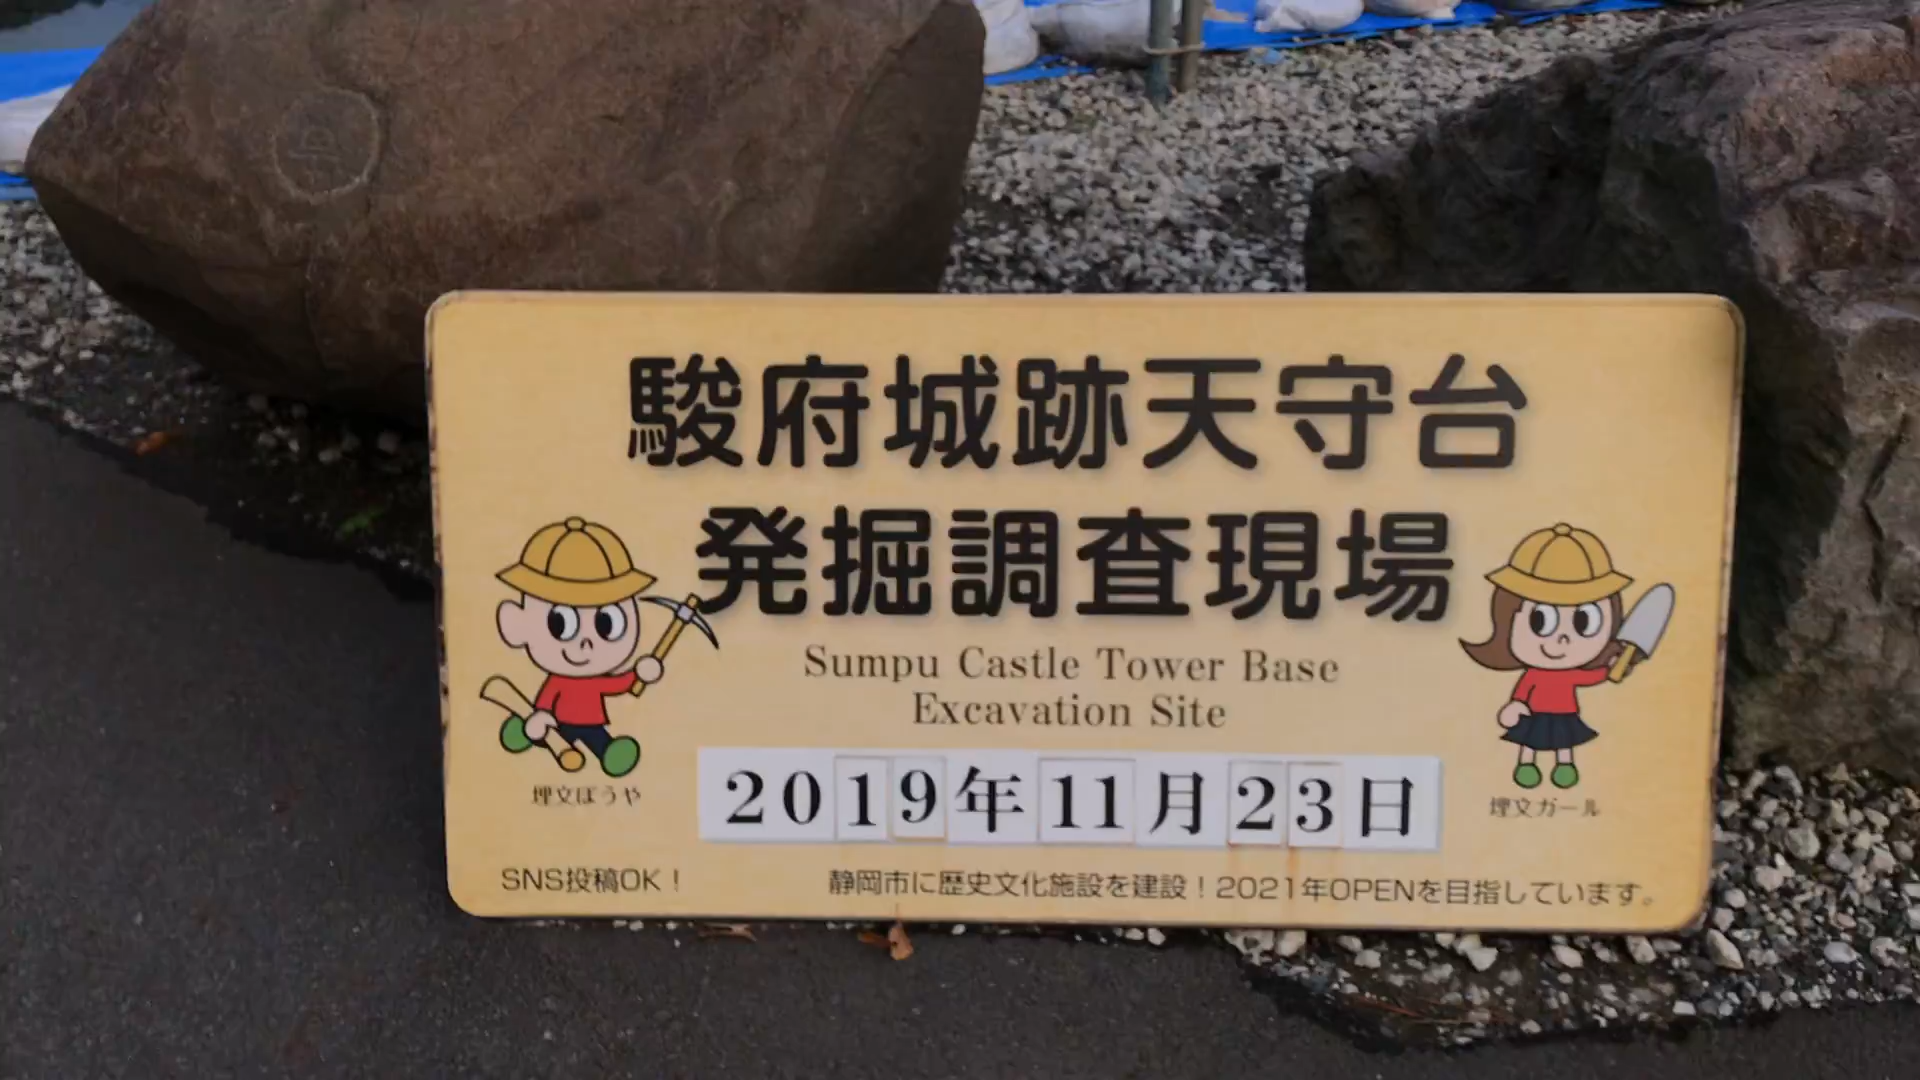 駿府城跡天守台
発掘調査現場
Sumpu Castle Tower Base
Excavation Site
2019年11月23日
埋文ぼうや
埋文ガール
SNS投稿OK！
静岡市に歴史文化施設を建設！2021年OPENを目指しています。